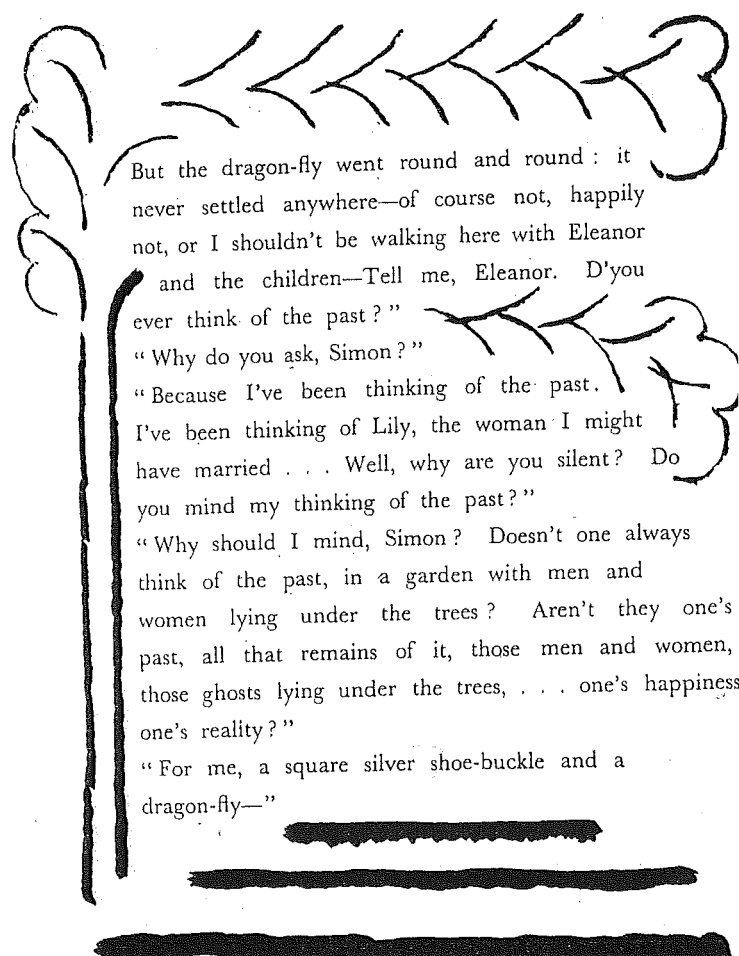 But the dragon-fly went round and round : it
never settled anywhere—of course not, happily
not, or I shouldn't be walking here with Eleanor
and the children—Tell me, Eleanor. D'you
ever think of the past ? "
" Why do you ask, Simon ? "
" Because I've been thinking of the past.
I've been thinking of Lily, the woman I might
have married . . . Well, why are you silent ? Do
you mind my thinking of the past ? "
" Why should I mind, Simon ? Doesn't one always
think of the past, in a garden with men and
women lying under the trees ? Aren't they one's
past, all that remains of it, those men and women,
those ghosts lying under the trees, . . . one's happiness
one's reality ? "
" For me, a square silver shoe-buckle and a
dragon-fly—"